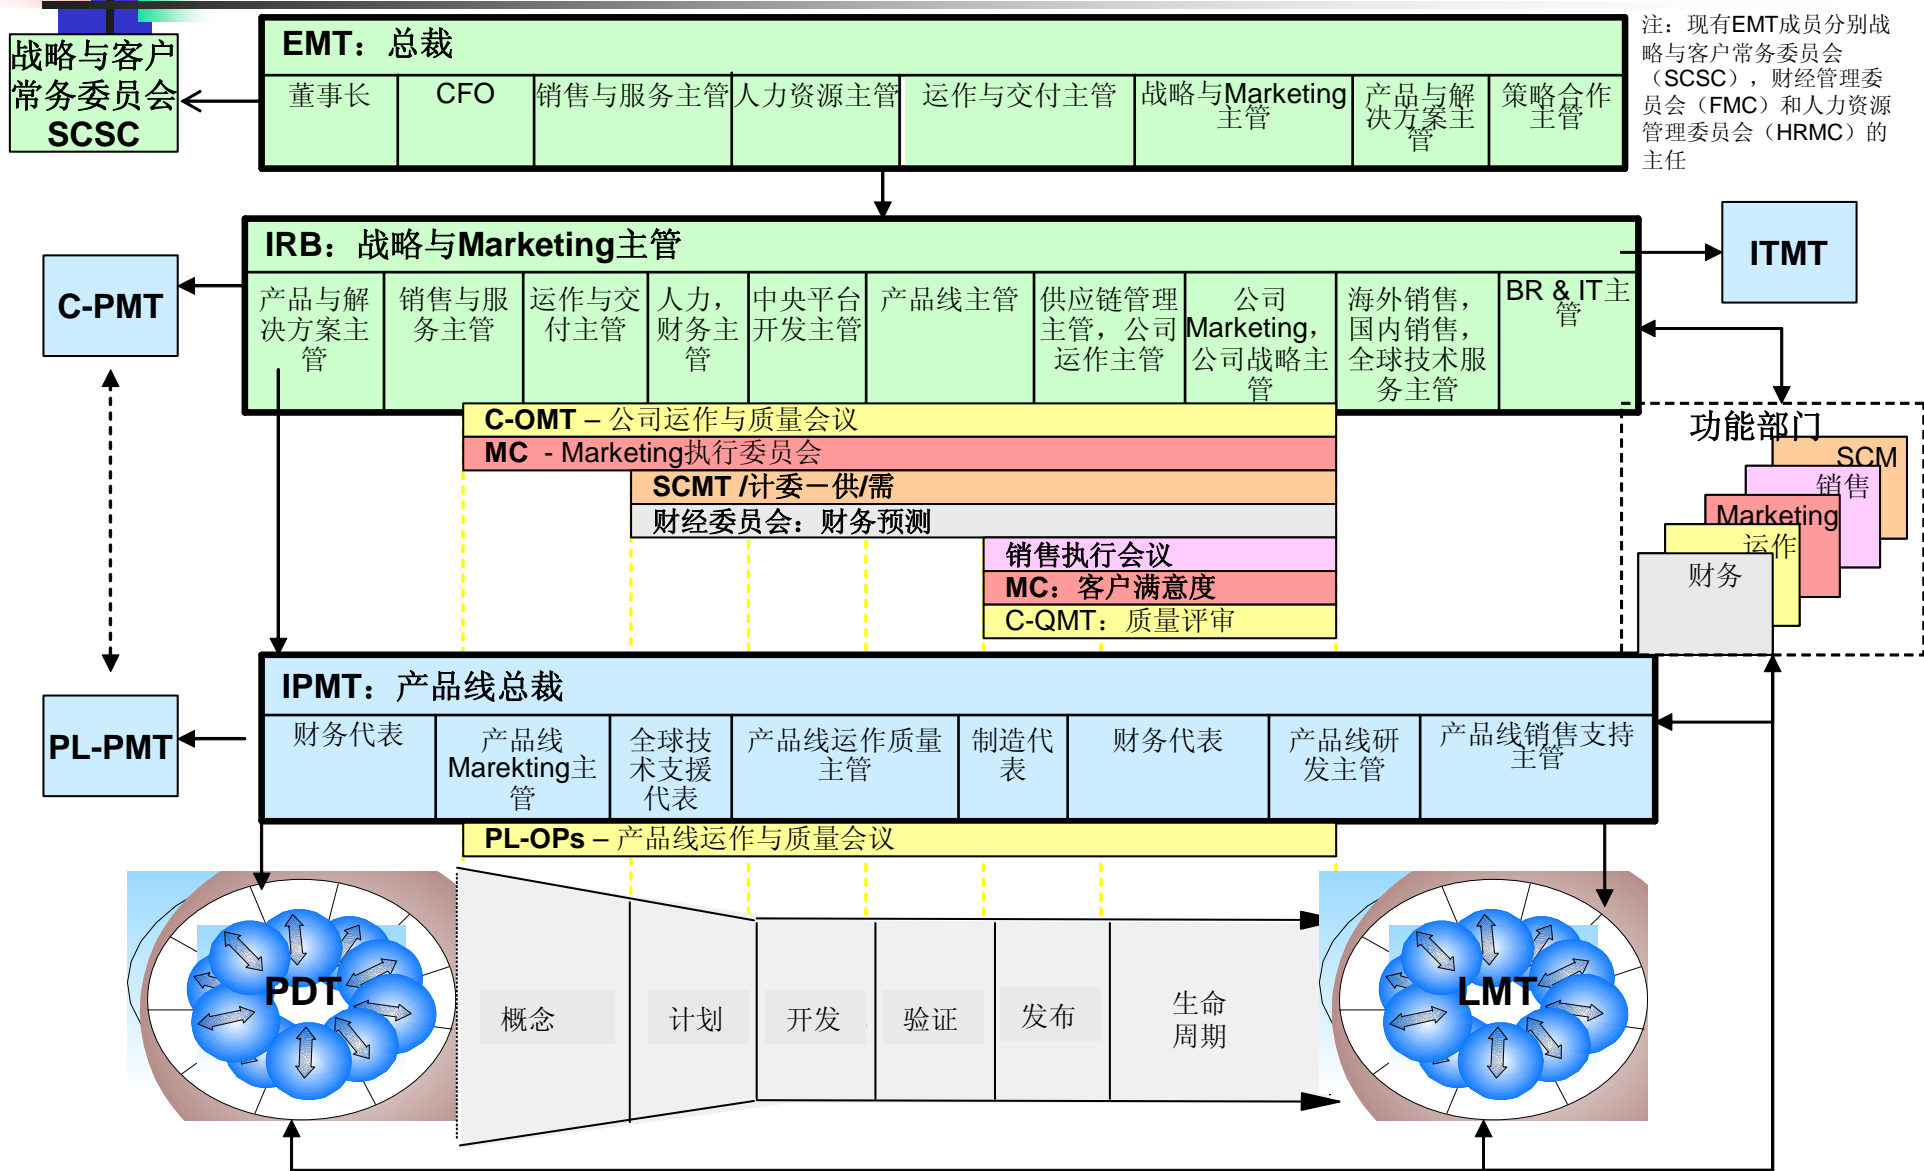 战略与客户
常务委员会
SCSC
EMT：总裁
董事长
CFO
销售与服务主管
人力资源主管
运作与交付主管
战略与Marketing
主管
产品与解
决方案主
管
策略合作
主管
注：现有EMT成员分别战
略与客户常务委员会
（SCSC），财经管理委
员会（FMC）和人力资源
管理委员会（HRMC）的
主任
C-PMT
IRB：战略与Marketing主管
产品与解
决方案主
管
销售与服
务主管
运作与交
付主管
人力，
财务主
管
中央平台
开发主管
产品线主管
供应链管理
主管，公司
运作主管
公司
Marketing，
公司战略主
管
海外销售，
国内销售，
全球技术服
务主管
BR & IT主
管
ITMT
C-OMT – 公司运作与质量会议
MC - Marketing执行委员会
SCMT /计委－供/需
财经委员会：财务预测
销售执行会议
MC：客户满意度
C-QMT：质量评审
功能部门
SCM
销售
Marketing
运作
财务
PL-PMT
IPMT：产品线总裁
财务代表
产品线
Marekting主
管
全球技
术支援
代表
产品线运作质量
主管
制造代
表
财务代表
产品线研
发主管
产品线销售支持
主管
PL-OPs – 产品线运作与质量会议
PDT
概念
计划
开发
验证
发布
生命
周期
LMT